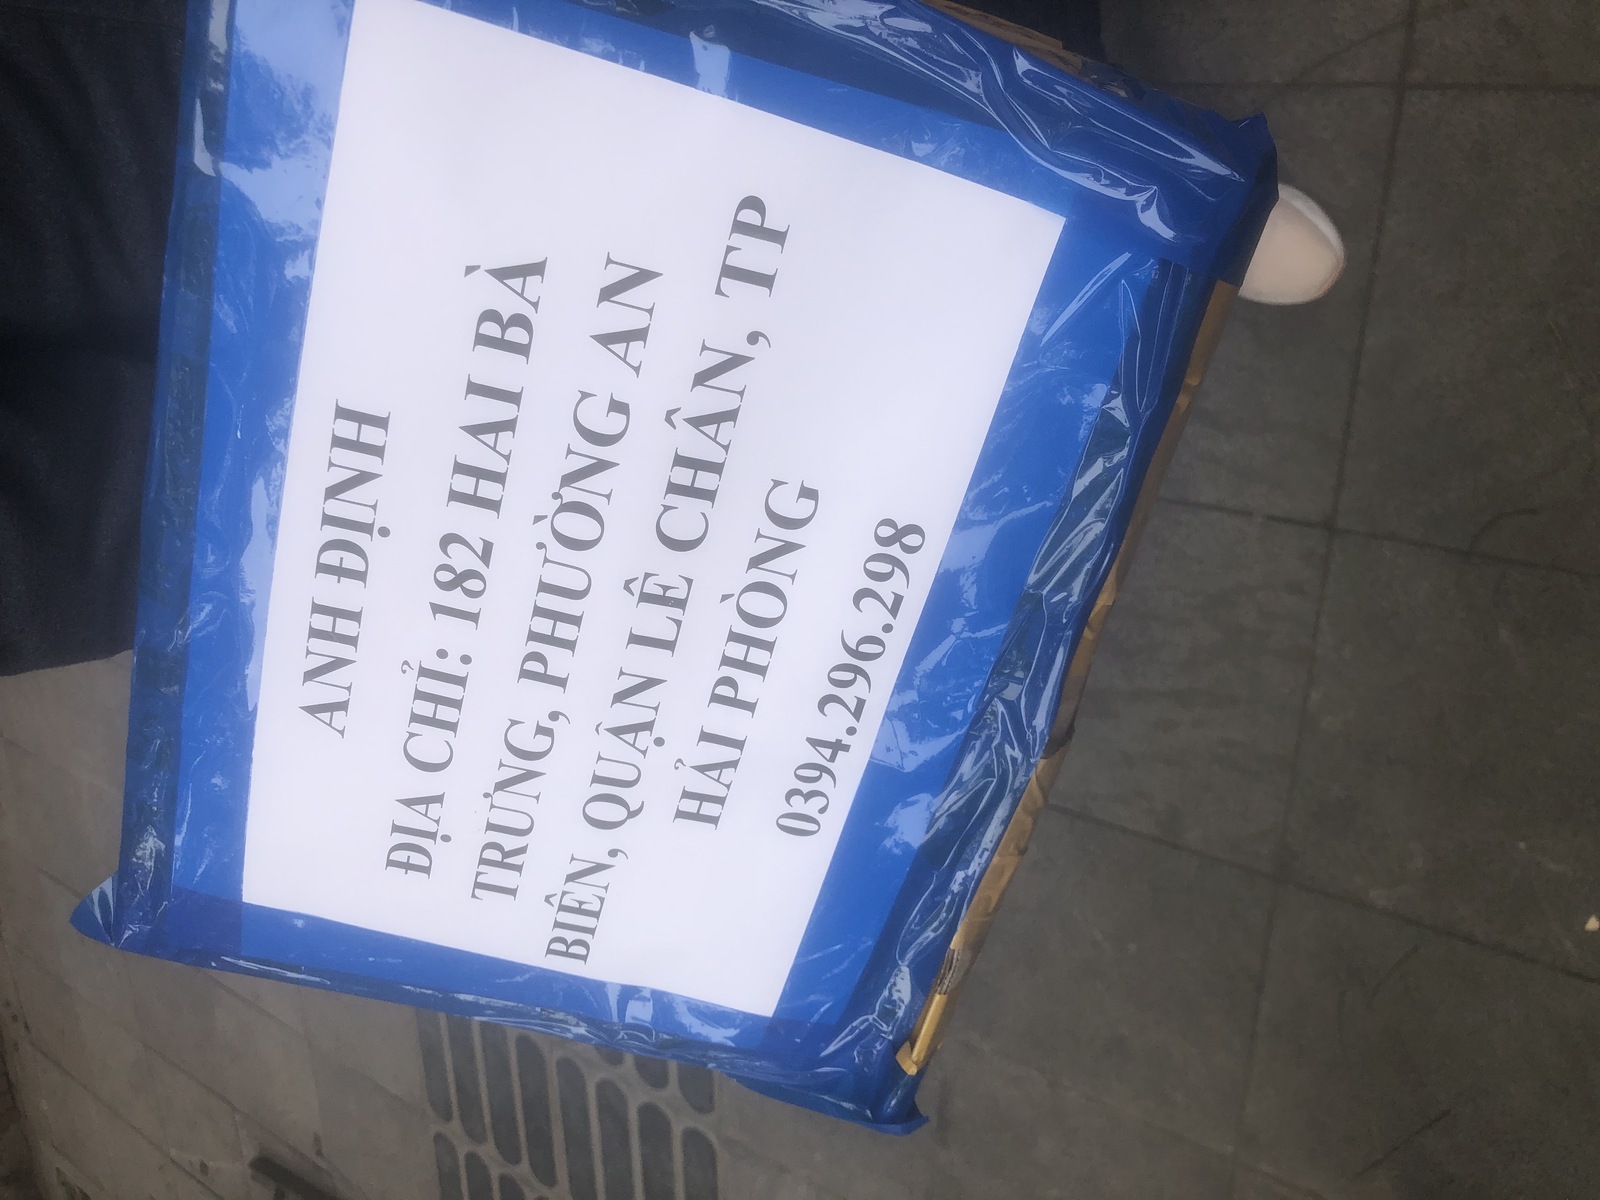 ANH ĐỊNH
ĐỊA CHỈ: 182 HAI BÀ
TRƯNG, PHƯỜNG AN
BIÊN, QUẬN LÊ CHÂN, TP
HẢI PHÒNG
0394.296.298